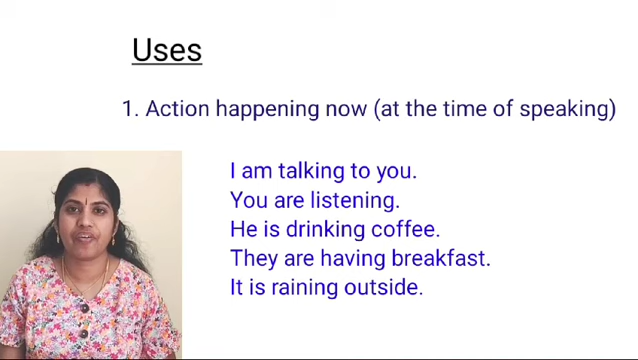 Uses
1. Action happening now (at the time of speaking)
I am talking to you.
You are listening.
He is drinking coffee.
They are having breakfast.
It is raining outside.